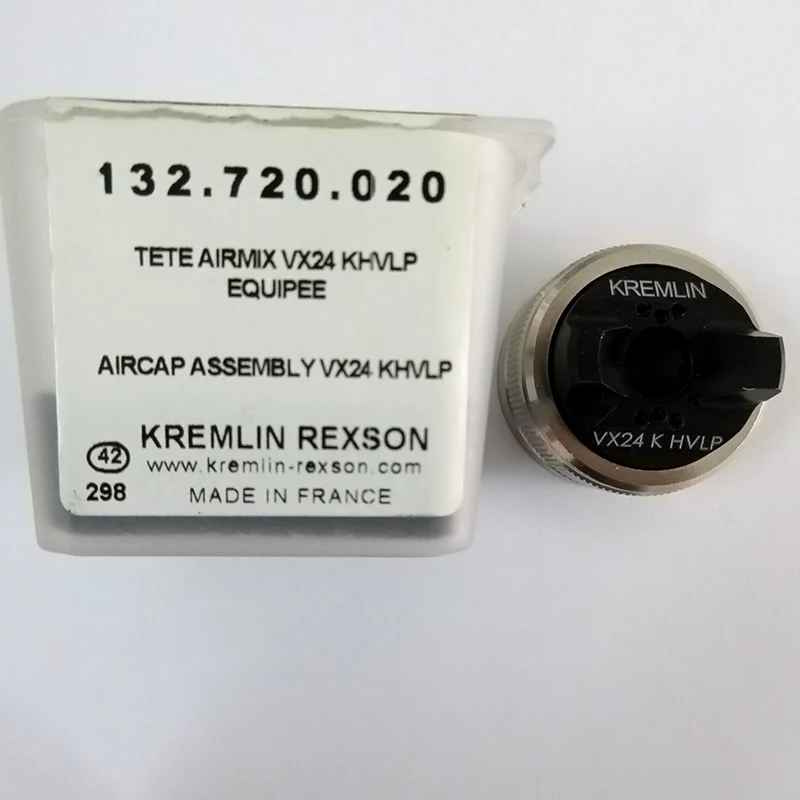 132.720.020
TETE AIRMIX VX24 KHVLP
EQUIPEE
AIRCAP ASSEMBLY VX24 KHVLP
KREMLIN REXSON
www.kremlin-rexson.com
MADE IN FRANCE
42
298
KREMLIN
VX24 K HVLP